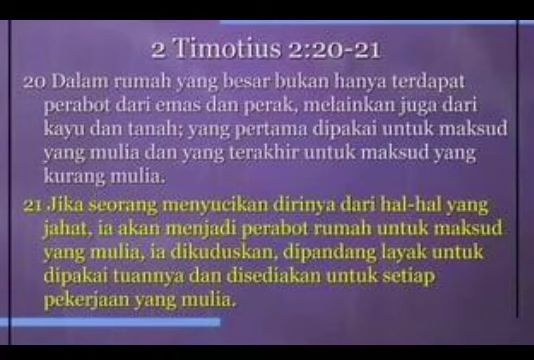 2 Timotius 2:20-21
20 Dalam rumah yang besar bukan hanya terdapat
perabot dari emas dan perak, melainkan juga dari
kayu dan tanah; yang pertama dipakai untuk maksud
yang mulia dan yang terakhir untuk maksud yang
kurang mulia.
21 Jika seorang menyucikan dirinya dari hal-hal yang
jahat, ia akan menjadi perabot rumah untuk maksud
yang mulia, ia dikuduskan, dipandang layak untuk
dipakai tuannya dan disediakan untuk setiap
pekerjaan yang mulia.